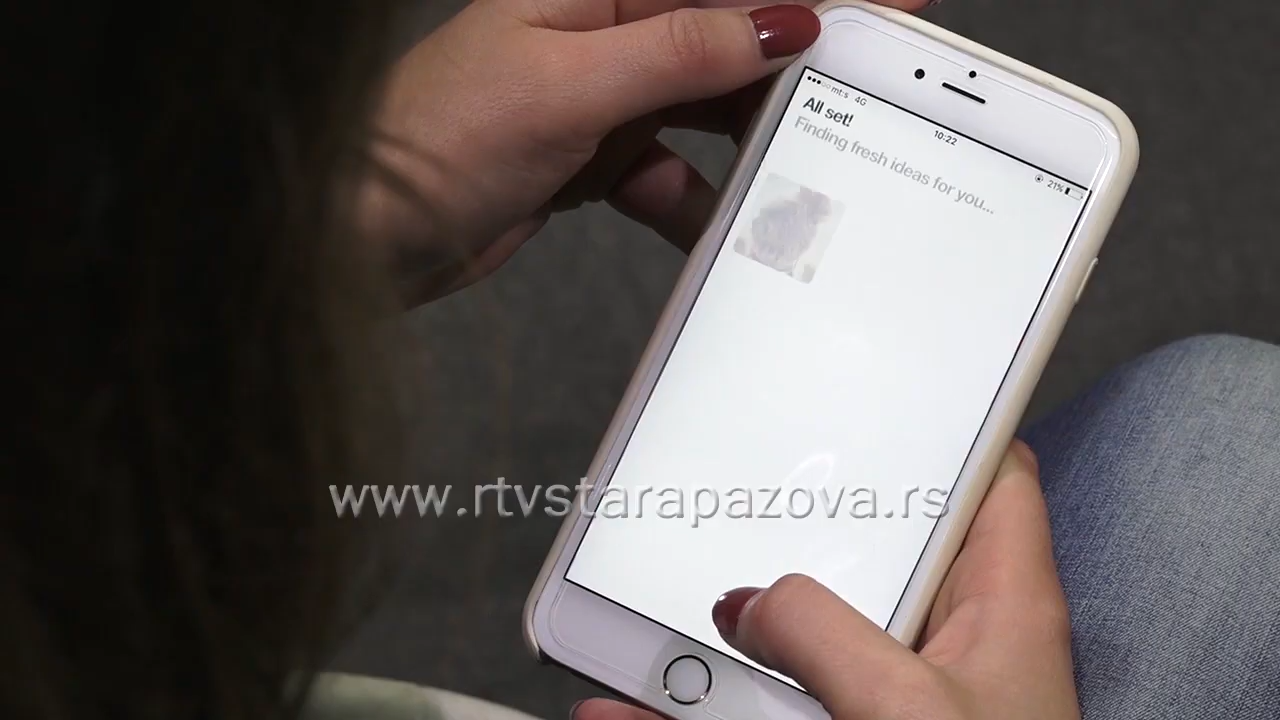 mt:s 4G
10:22
21%
All set!
Finding fresh ideas for you...
www.rtvstarapazova.rs